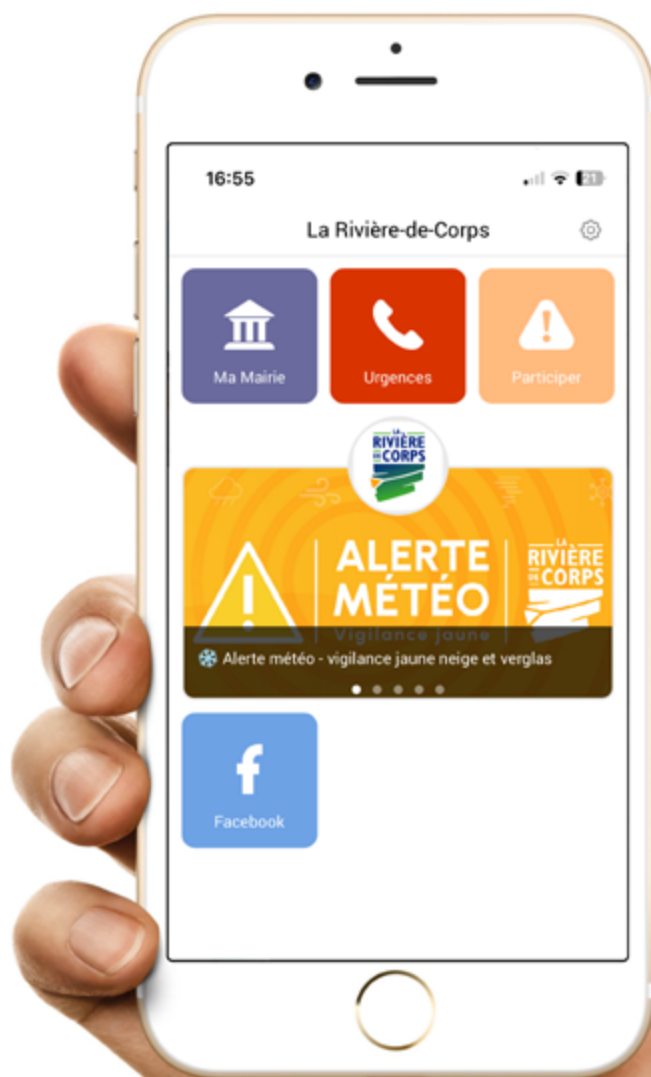 16:55
21
La Rivière-de-Corps
Ma Mairie
Urgences
Participer
LA
RIVIÈRE
DE CORPS
ALERTE
MÉTÉO
Vigilance jaune
LA
RIVIÈRE
DE CORPS
Alerte météo - vigilance jaune neige et verglas
Facebook